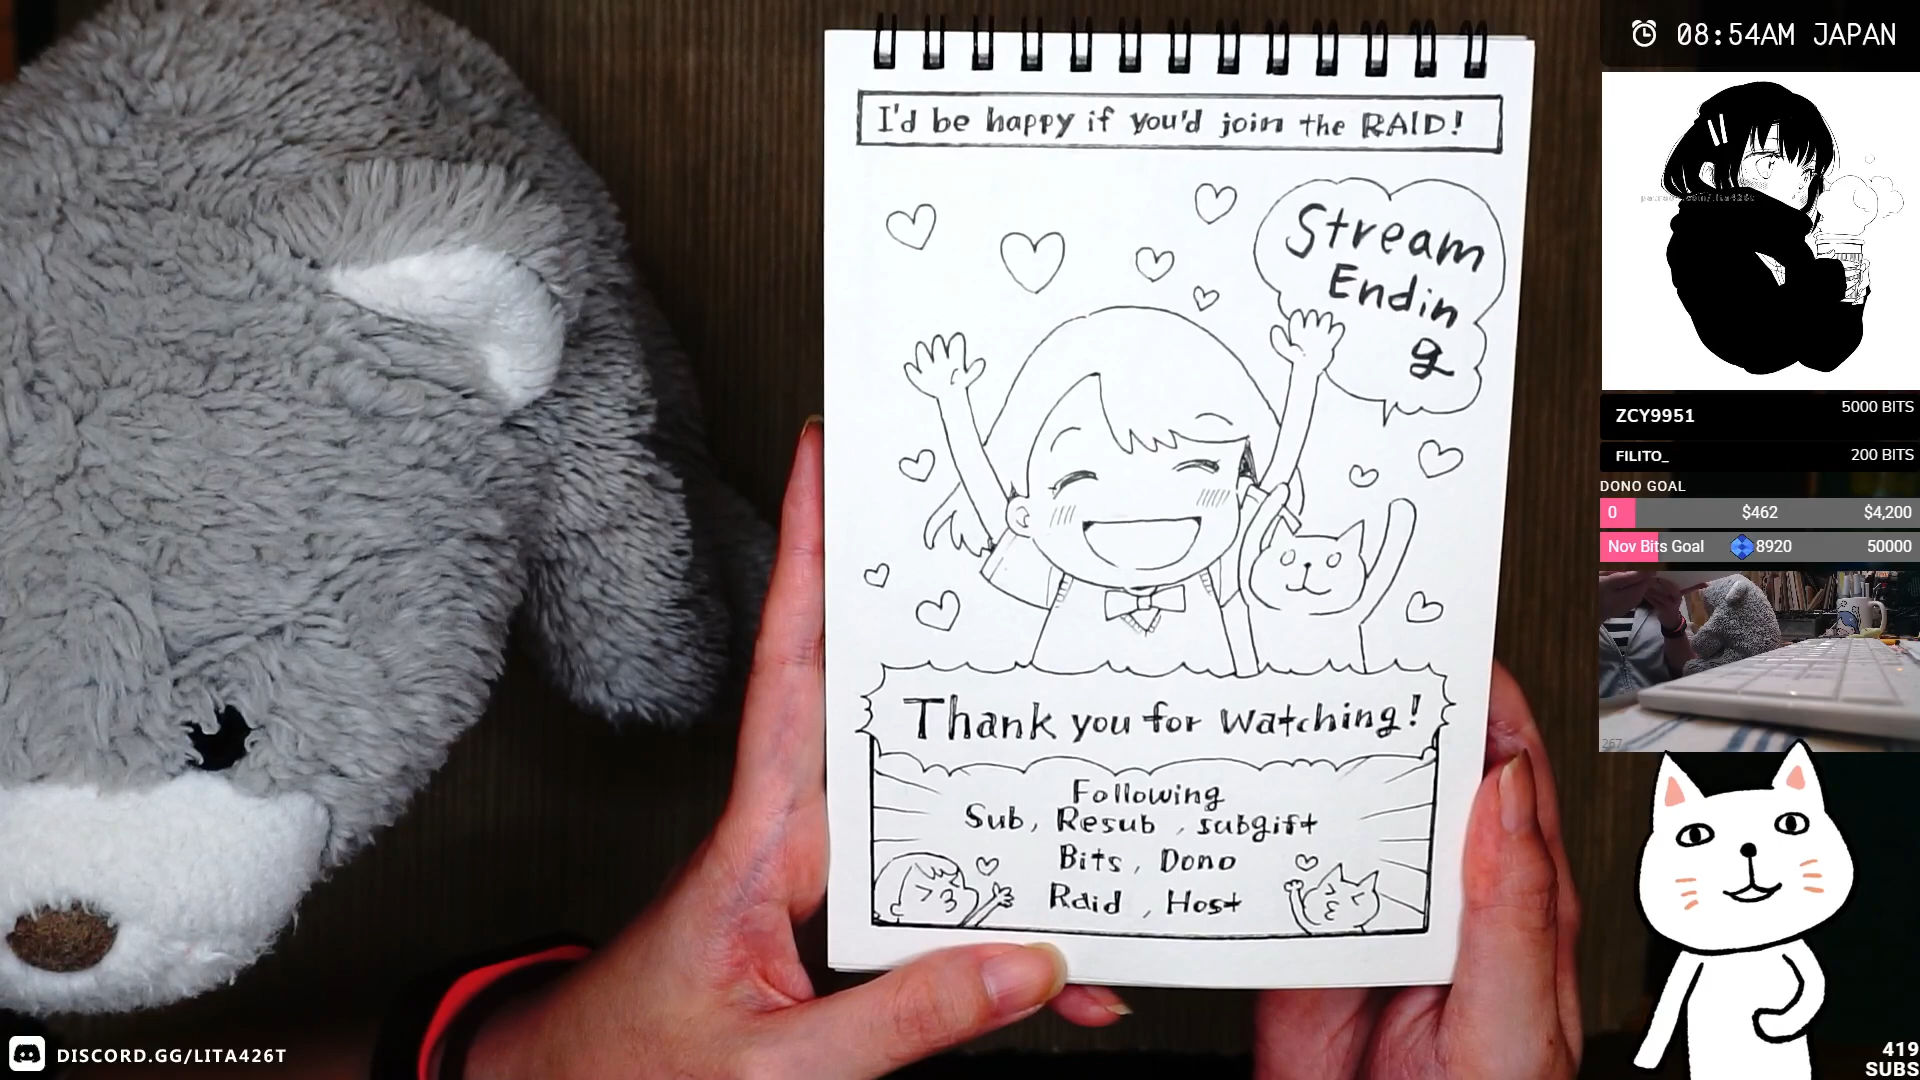 08:54AM JAPAN
I'd be happy if you'd join the RAID!
Stream
Endin
g
Thank you for watching!
Following
Sub, Resub, subgift
Bits, Dono
Raid, Host
ZCY9951 5000 BITS
FILITO_ 200 BITS
DONO GOAL
0 $462 $4,200
Nov Bits Goal 8920 50000
267
DISCORD.GG/LITA426T
419
SUBS